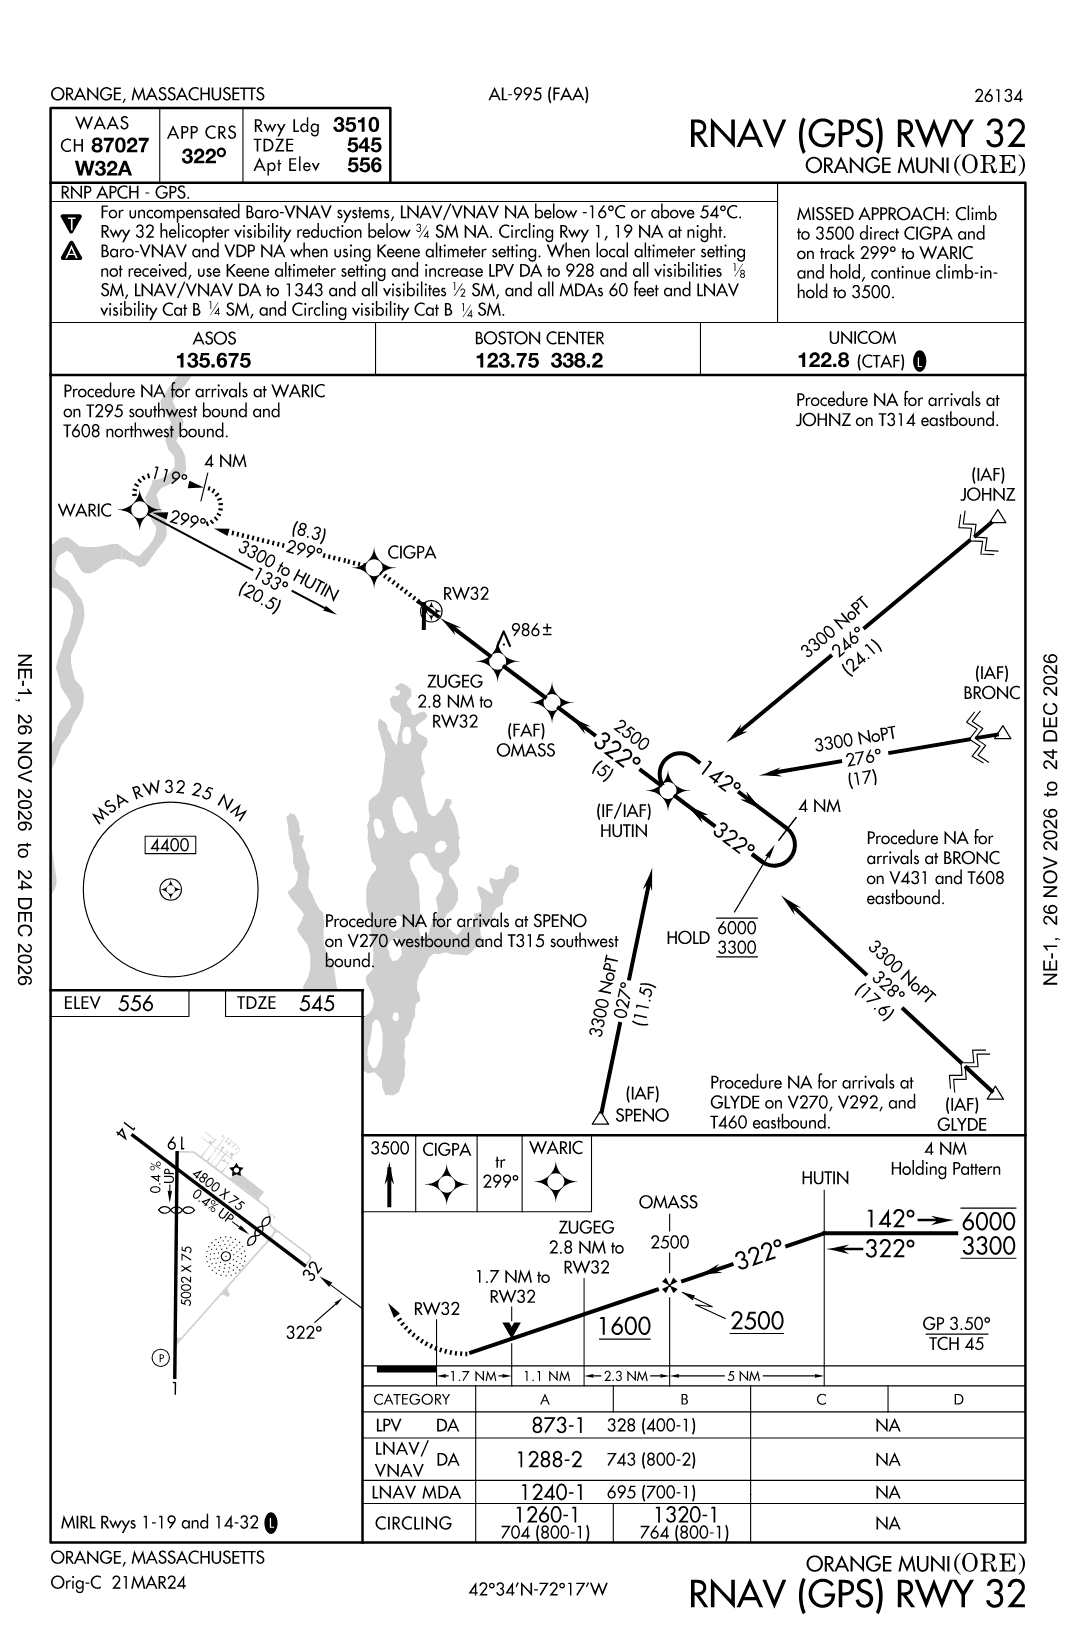 ORANGE, MASSACHUSETTS
AL-995 (FAA)
26134
WAAS
CH 87027
W32A
APP CRS
322°
Rwy Ldg 3510
TDZE 545
Apt Elev 556
RNAV (GPS) RWY 32
ORANGE MUNI (ORE)
RNP APCH - GPS.
T
A
For uncompensated Baro-VNAV systems, LNAV/VNAV NA below -16°C or above 54°C.
Rwy 32 helicopter visibility reduction below ¾ SM NA. Circling Rwy 1, 19 NA at night.
Baro-VNAV and VDP NA when using Keene altimeter setting. When local altimeter setting
not received, use Keene altimeter setting and increase LPV DA to 928 and all visibilities ⅛
SM, LNAV/VNAV DA to 1343 and all visibilites ½ SM, and all MDAs 60 feet and LNAV
visibility Cat B ¼ SM, and Circling visibility Cat B ¼ SM.
MISSED APPROACH: Climb
to 3500 direct CIGPA and
on track 299° to WARIC
and hold, continue climb-in-
hold to 3500.
ASOS
135.675
BOSTON CENTER
123.75 338.2
UNICOM
122.8 (CTAF) L
Procedure NA for arrivals at WARIC
on T295 southwest bound and
T608 northwest bound.
Procedure NA for arrivals at
JOHNZ on T314 eastbound.
4 NM
119°
WARIC
299°
(8.3)
299°
3300 to HUTIN
133°
(20.5)
CIGPA
RW32
986±
ZUGEG
2.8 NM to
RW32
(FAF)
OMASS
2500
322°
(5)
(IF/IAF)
HUTIN
142°
322°
4 NM
HOLD
6000
3300
(IAF)
JOHNZ
3300 NoPT
246°
(24.1)
(IAF)
BRONC
3300 NoPT
276°
(17)
Procedure NA for
arrivals at BRONC
on V431 and T608
eastbound.
MSA RW 32 25 NM
4400
Procedure NA for arrivals at SPENO
on V270 westbound and T315 southwest
bound.
3300 NoPT
027°
(11.5)
(IAF)
SPENO
3300 NoPT
328°
(17.6)
(IAF)
GLYDE
Procedure NA for arrivals at
GLYDE on V270, V292, and
T460 eastbound.
NE-1, 26 NOV 2026 to 24 DEC 2026
NE-1, 26 NOV 2026 to 24 DEC 2026
ELEV 556
TDZE 545
14
19
0.4 %
UP
4800 X 75
0.4% UP
5002 X 75
32
322°
P
1
MIRL Rwys 1-19 and 14-32 L
3500
CIGPA
tr
299°
WARIC
4 NM
Holding Pattern
HUTIN
OMASS
2500
ZUGEG
2.8 NM to
RW32
1.7 NM to
RW32
RW32
322°
142°
322°
6000
3300
1600
2500
GP 3.50°
TCH 45
1.7 NM
1.1 NM
2.3 NM
5 NM
CATEGORY A B C D
LPV DA 873-1 328 (400-1) NA
LNAV/
VNAV DA 1288-2 743 (800-2) NA
LNAV MDA 1240-1 695 (700-1) NA
CIRCLING 1260-1 1320-1 NA
704 (800-1) 764 (800-1)
ORANGE, MASSACHUSETTS
Orig-C 21MAR24
42°34'N-72°17'W
ORANGE MUNI (ORE)
RNAV (GPS) RWY 32